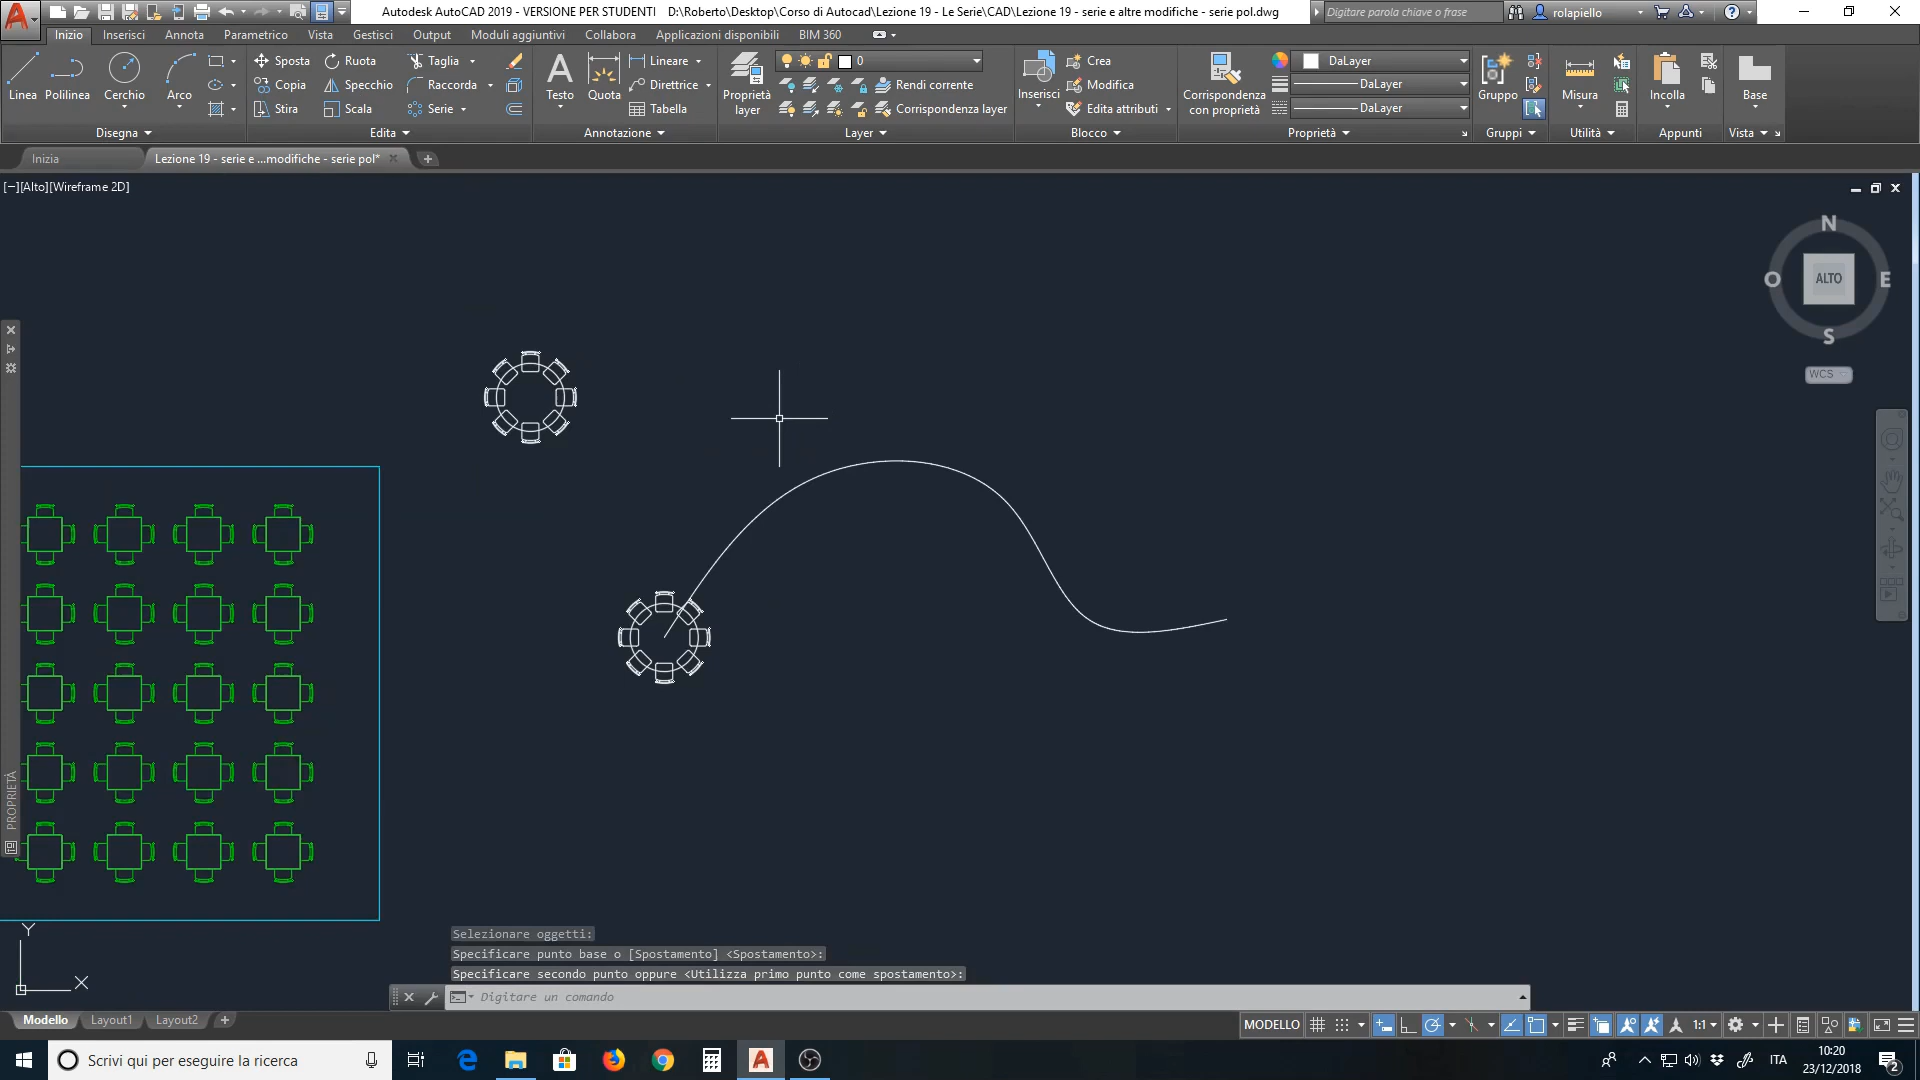 Autodesk AutoCAD 2019 - VERSIONE PER STUDENTI D:\Roberto\Desktop\Corso di Autocad\Lezione 19 - Le Serie\CAD\Lezione 19 - serie e altre modifiche - serie pol.dwg
Digitare parola chiave o frase
rolapiello
Inizio Inserisci Annota Parametrico Vista Gestisci Output Moduli aggiuntivi Collabora Applicazioni disponibili BIM 360
Linea Polilinea Cerchio Arco
Disegna
Sposta Ruota Taglia
Copia Specchio Raccorda
Stira Scala Serie
Edita
Testo Quota
Lineare
Direttrice
Tabella
Annotazione
Proprietà layer
0
Rendi corrente
Corrispondenza layer
Layer
Inserisci
Crea
Modifica
Edita attributi
Blocco
Corrispondenza con proprietà
DaLayer
DaLayer
DaLayer
Proprietà
Gruppo
Gruppi
Misura
Utilità
Incolla
Appunti
Base
Vista
Inizia
Lezione 19 - serie e ...modifiche - serie pol*
[−][Alto][Wireframe 2D]
N
O ALTO E
S
WCS
PROPRIETÀ
Y
X
Selezionare oggetti:
Specificare punto base o [Spostamento] <Spostamento>:
Specificare secondo punto oppure <Utilizza primo punto come spostamento>:
Digitare un comando
Modello Layout1 Layout2
MODELLO
1:1
Scrivi qui per eseguire la ricerca
ITA
10:20
23/12/2018
2